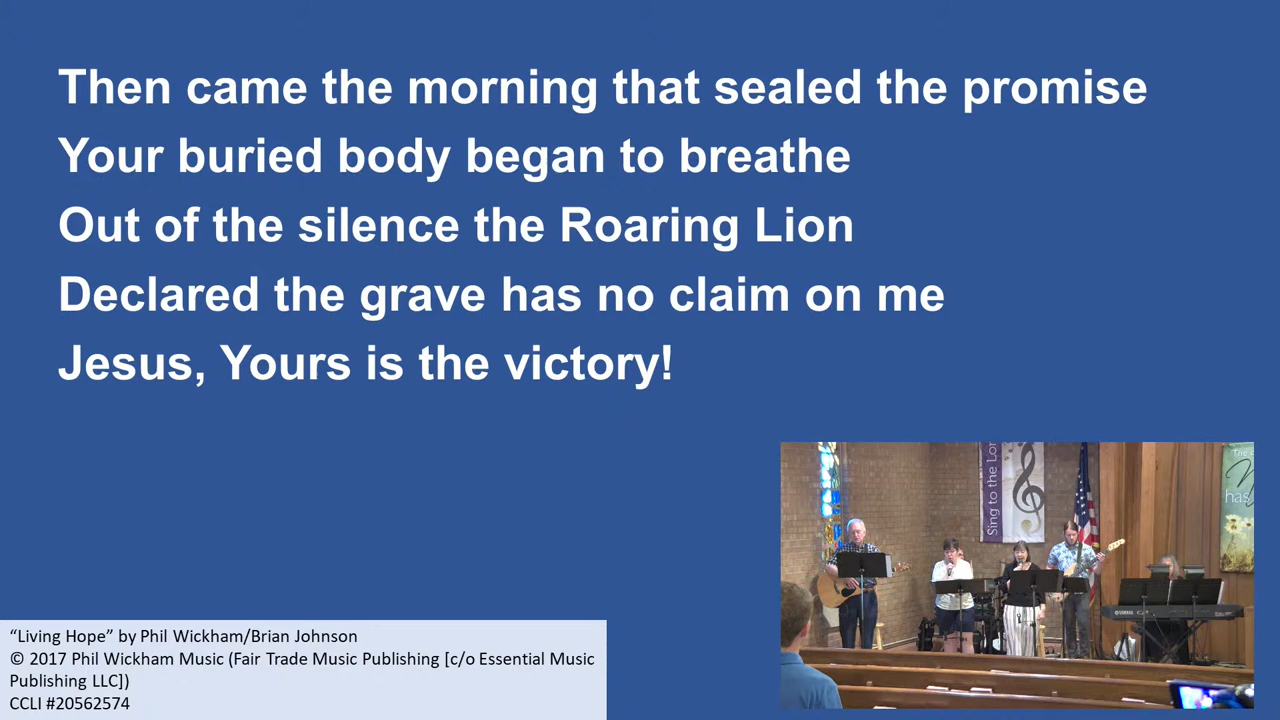 Then came the morning that sealed the promise
Your buried body began to breathe
Out of the silence the Roaring Lion
Declared the grave has no claim on me
Jesus, Yours is the victory!
Sing to the Lor
has
YAMAHA
“Living Hope” by Phil Wickham/Brian Johnson
© 2017 Phil Wickham Music (Fair Trade Music Publishing [c/o Essential Music
Publishing LLC])
CCLI #20562574